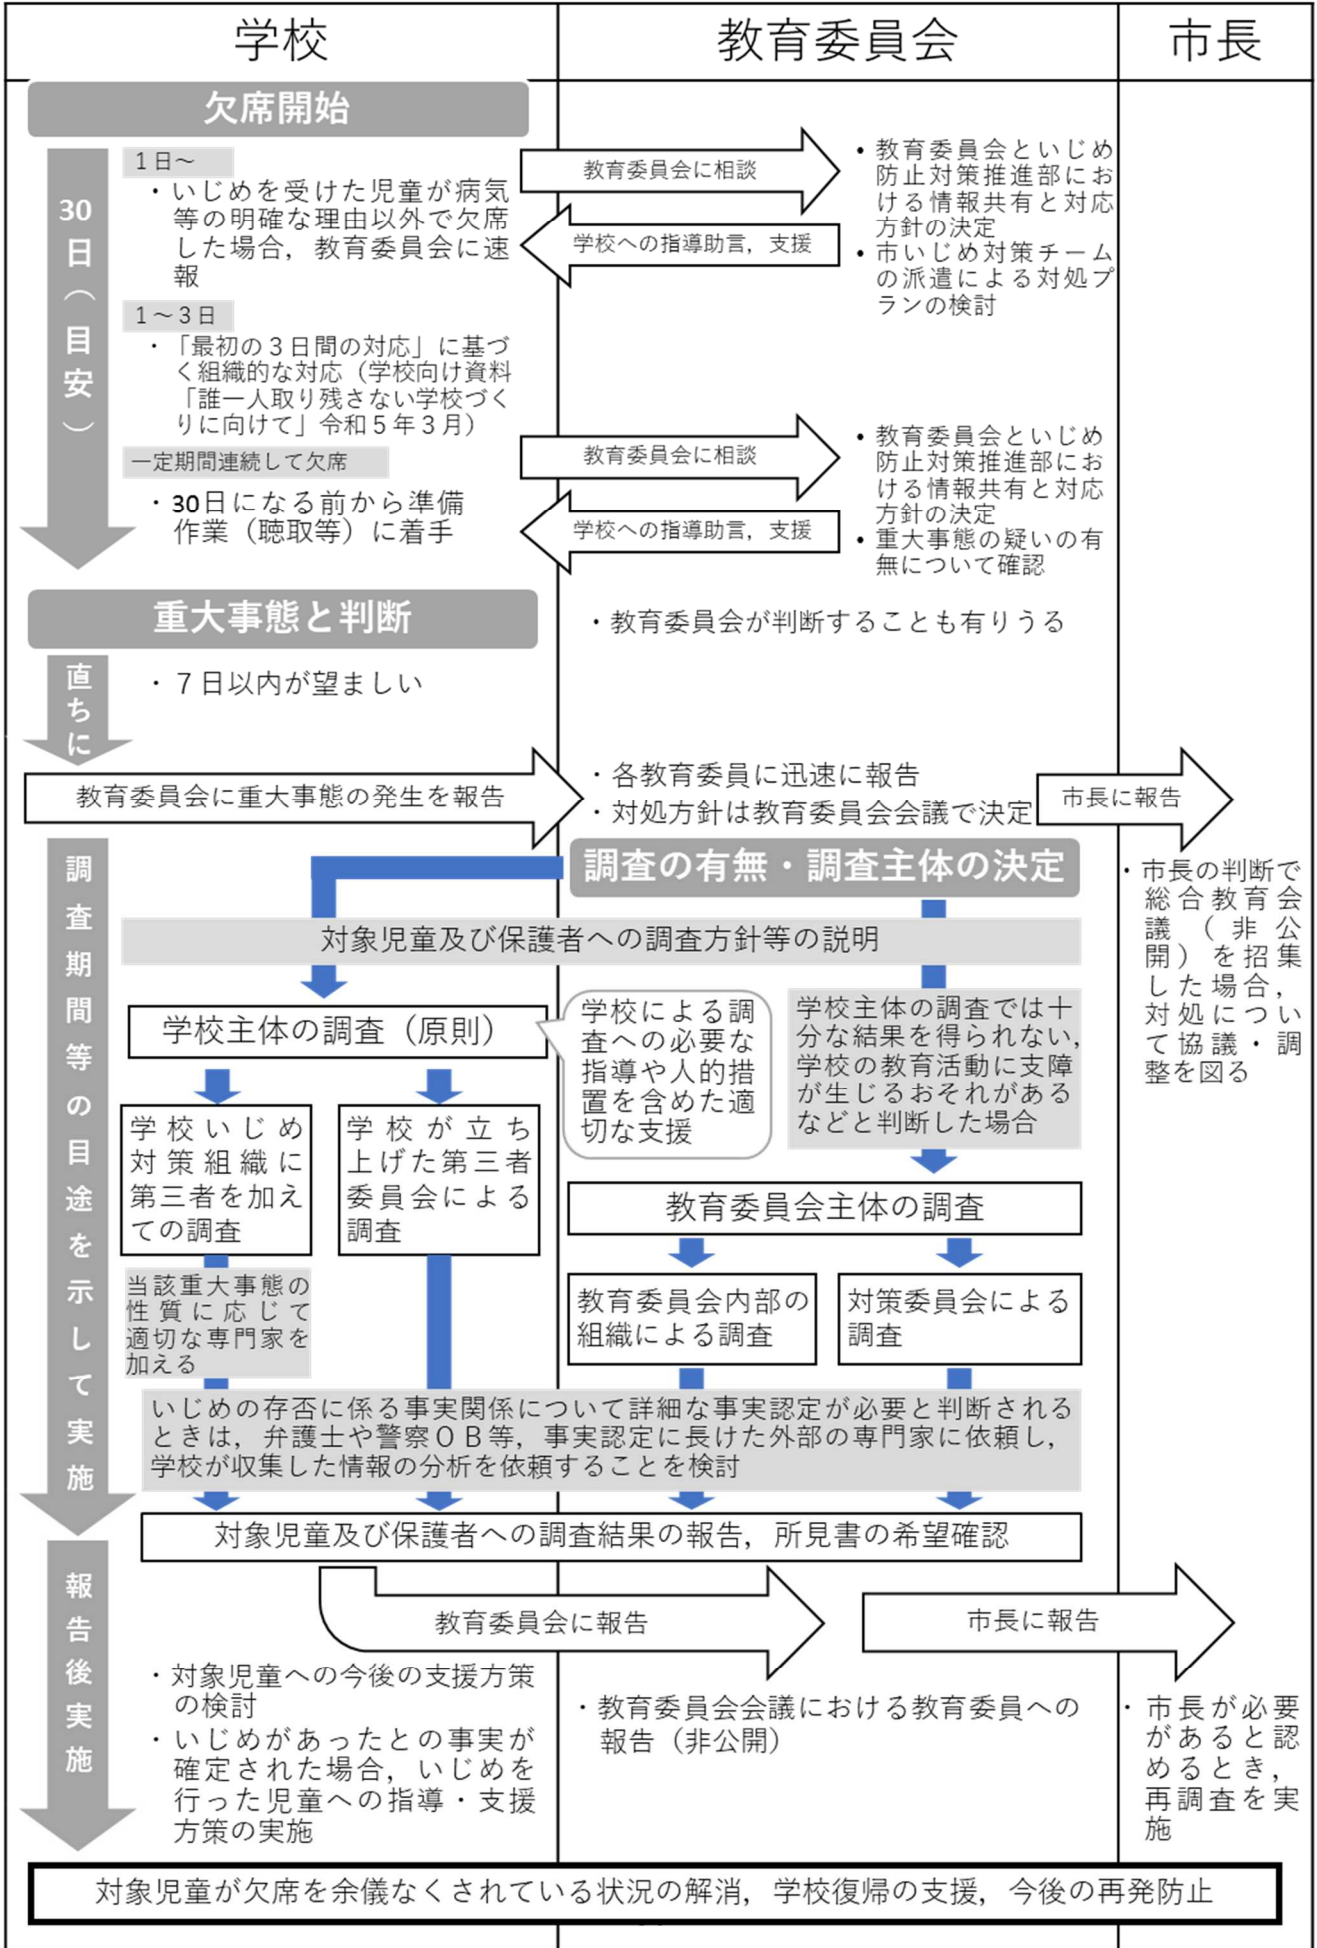 学校
教育委員会
市長
欠席開始
30日（目安）
１日～
・いじめを受けた児童が病気
等の明確な理由以外で欠席
した場合，教育委員会に速
報
教育委員会に相談
学校への指導助言，支援
• 教育委員会といじめ
防止対策推進部にお
ける情報共有と対応
方針の決定
• 市いじめ対策チーム
の派遣による対処プ
ランの検討
１～３日
・「最初の３日間の対応」に基づ
く組織的な対応（学校向け資料
「誰一人取り残さない学校づく
りに向けて」令和５年３月）
一定期間連続して欠席
・30日になる前から準備
作業（聴取等）に着手
教育委員会に相談
学校への指導助言，支援
• 教育委員会といじめ
防止対策推進部にお
ける情報共有と対応
方針の決定
• 重大事態の疑いの有
無について確認
重大事態と判断
・教育委員会が判断することも有りうる
直ちに
・７日以内が望ましい
教育委員会に重大事態の発生を報告
・各教育委員に迅速に報告
・対処方針は教育委員会会議で決定
市長に報告
・市長の判断で
総合教育会
議（非公
開）を招集
した場合，
対処につい
て協議・調
整を図る
調査期間等の目途を示して実施
調査の有無・調査主体の決定
対象児童及び保護者への調査方針等の説明
学校主体の調査（原則）
学校による調
査への必要な
指導や人的措
置を含めた適
切な支援
学校主体の調査では十
分な結果を得られない，
学校の教育活動に支障
が生じるおそれがある
などと判断した場合
学校いじめ
対策組織に
第三者を加え
ての調査
学校が立ち
上げた第三者
委員会による
調査
教育委員会主体の調査
当該重大事態の
性質に応じて
適切な専門家を
加える
教育委員会内部の
組織による調査
対策委員会による
調査
いじめの存否に係る事実関係について詳細な事実認定が必要と判断される
ときは，弁護士や警察ＯＢ等，事実認定に長けた外部の専門家に依頼し，
学校が収集した情報の分析を依頼することを検討
対象児童及び保護者への調査結果の報告，所見書の希望確認
報告後実施
教育委員会に報告
市長に報告
・対象児童への今後の支援方策
の検討
・いじめがあったとの事実が
確定された場合，いじめを
行った児童への指導・支援
方策の実施
・教育委員会会議における教育委員への
報告（非公開）
・市長が必要
があると認
めるとき，
再調査を実
施
対象児童が欠席を余儀なくされている状況の解消，学校復帰の支援，今後の再発防止